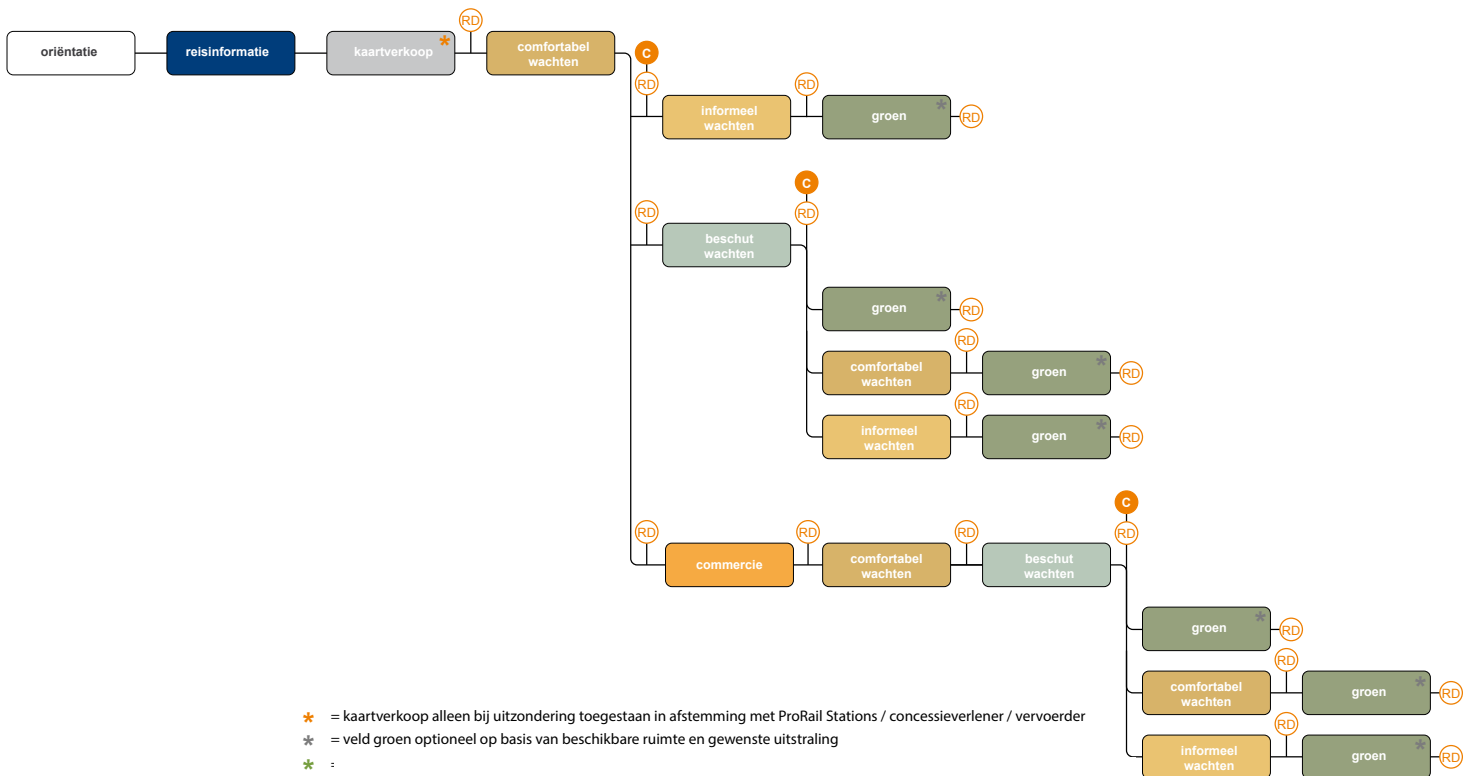 RD
oriëntatie
reisinformatie
kaartverkoop *
comfortabel
wachten
C
RD
informeel
wachten
RD
groen *
RD
C
RD
RD
beschut
wachten
groen *
RD
RD
comfortabel
wachten
groen *
RD
RD
informeel
wachten
groen *
RD
C
RD
commercie
RD
comfortabel
wachten
RD
beschut
wachten
RD
groen *
RD
RD
comfortabel
wachten
groen *
RD
RD
informeel
wachten
groen *
RD
* = kaartverkoop alleen bij uitzondering toegestaan in afstemming met ProRail Stations / concessieverlener / vervoerder
* = veld groen optioneel op basis van beschikbare ruimte en gewenste uitstraling
* =